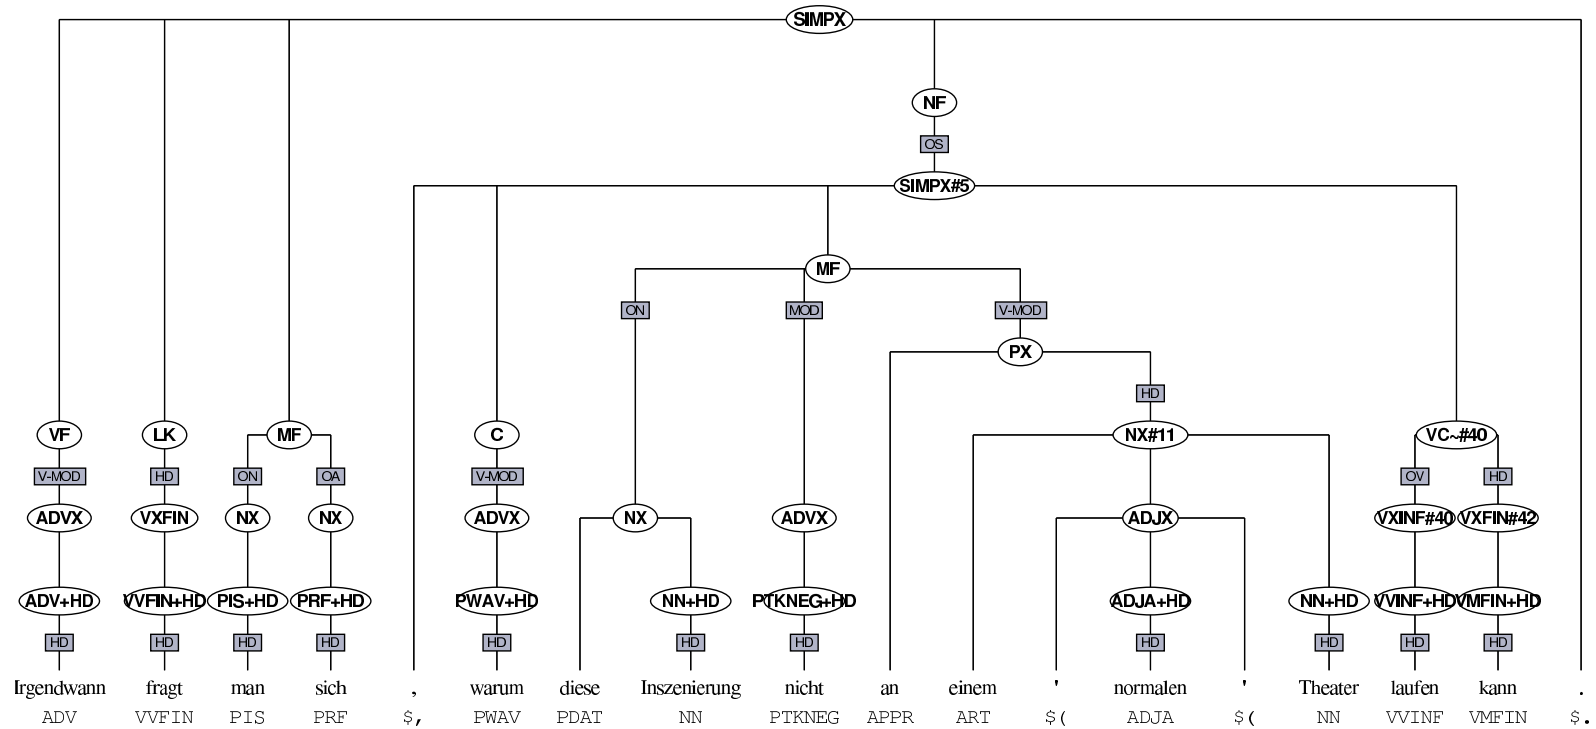 SIMPX
NF
OS
SIMPX#5
MF
ON MOD V-MOD
PX
HD
VF LK MF C NX#11 VC~#40
V-MOD HD ON OA V-MOD OV HD
ADVX VXFIN NX NX ADVX NX ADVX ADJX VXINF#40 VXFIN#42
ADV+HD VVFIN+HD PIS+HD PRF+HD PWAV+HD NN+HD PTKNEG+HD ADJA+HD NN+HD VVINF+HD VMFIN+HD
HD HD HD HD HD HD HD HD HD HD HD
Irgendwann fragt man sich , warum diese Inszenierung nicht an einem ' normalen ' Theater laufen kann .
ADV VVFIN PIS PRF $, PWAV PDAT NN PTKNEG APPR ART $( ADJA $( NN VVINF VMFIN $.